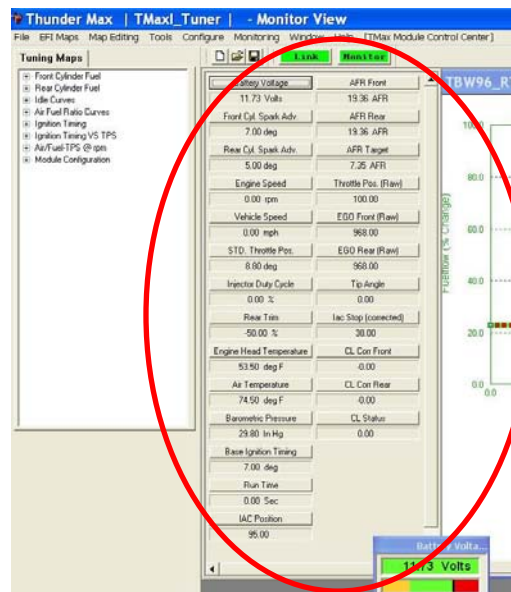 Thunder Max | TMaxI_Tuner | - Monitor View
File EFI Maps Map Editing Tools Configure Monitoring Window Help [TMax Module Control Center]
Tuning Maps
Link Monitor
Front Cylinder Fuel
Rear Cylinder Fuel
Idle Curves
Air Fuel Ratio Curves
Ignition Timing
Ignition Timing VS TPS
Air/Fuel-TPS @ rpm
Module Configuration
Battery Voltage
11.73 Volts
Front Cyl. Spark Adv.
7.00 deg
Rear Cyl. Spark Adv.
5.00 deg
Engine Speed
0.00 rpm
Vehicle Speed
0.00 mph
STD. Throttle Pos.
8.80 deg
Injector Duty Cycle
0.00 %
Rear Trim
-50.00 %
Engine Head Temperature
53.50 deg F
Air Temperature
74.50 deg F
Barometric Pressure
29.80 In Hg
Base Ignition Timing
7.00 deg
Run Time
0.00 Sec
IAC Position
95.00
AFR Front
19.36 AFR
AFR Rear
19.36 AFR
AFR Target
7.35 AFR
Throttle Pos. (Raw)
100.00
EGO Front (Raw)
968.00
EGO Rear (Raw)
968.00
Tip Angle
0.00
Iac Stop (corrected)
30.00
CL Corr Front
-0.00
CL Corr Rear
-0.00
CL Status
0.00
TBW96_R
Fuelflow (% Change)
100.0
80.0
60.0
40.0
20.0
0.0
0.0
Battery Volta...
11.73 Volts